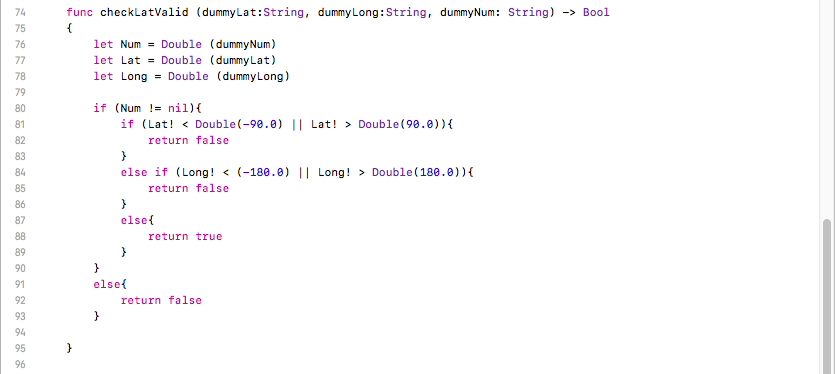 74 func checkLatValid (dummyLat:String, dummyLong:String, dummyNum: String) -> Bool
75 {
76 let Num = Double (dummyNum)
77 let Lat = Double (dummyLat)
78 let Long = Double (dummyLong)
79
80 if (Num != nil){
81 if (Lat! < Double(-90.0) || Lat! > Double(90.0)){
82 return false
83 }
84 else if (Long! < (-180.0) || Long! > Double(180.0)){
85 return false
86 }
87 else{
88 return true
89 }
90 }
91 else{
92 return false
93 }
94
95 }
96